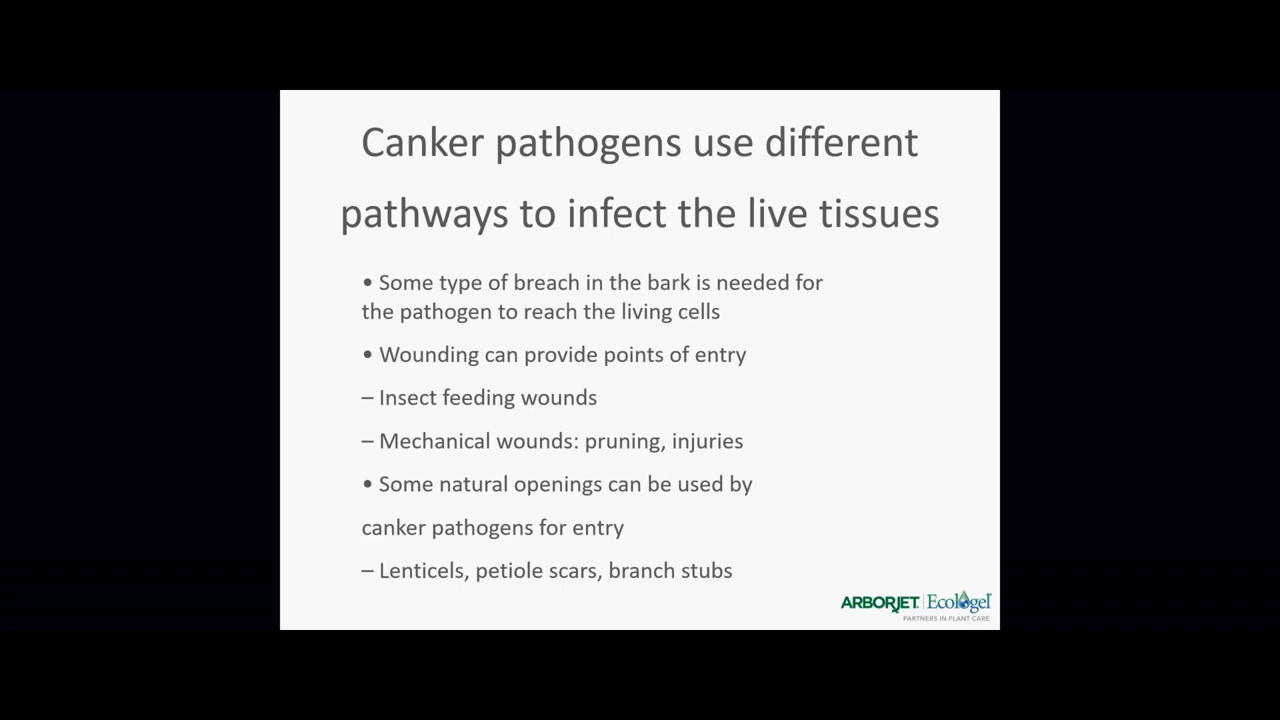 Canker pathogens use different
pathways to infect the live tissues
• Some type of breach in the bark is needed for
the pathogen to reach the living cells
• Wounding can provide points of entry
– Insect feeding wounds
– Mechanical wounds: pruning, injuries
• Some natural openings can be used by
canker pathogens for entry
– Lenticels, petiole scars, branch stubs
ARBORJET | Ecologel
PARTNERS IN PLANT CARE